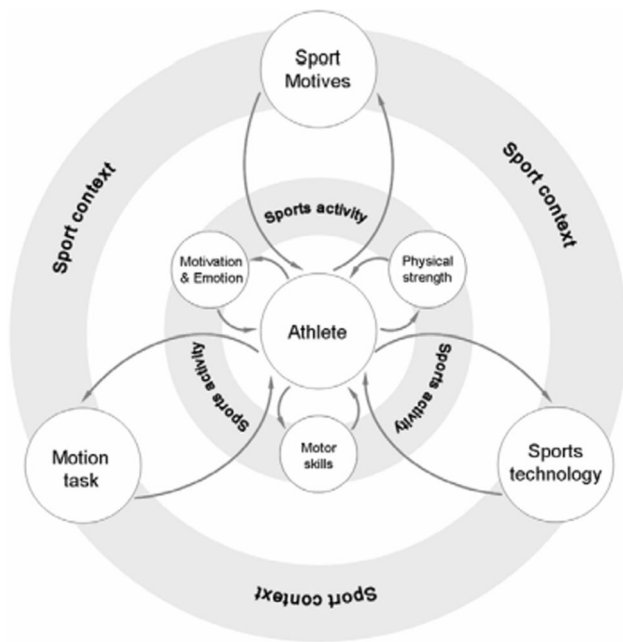 Sport
Motives
Sport context
Sport context
Sports activity
Motivation
& Emotion
Physical
strength
Athlete
Sports activity
Sports activity
Motor
skills
Motion
task
Sports
technology
Sport context